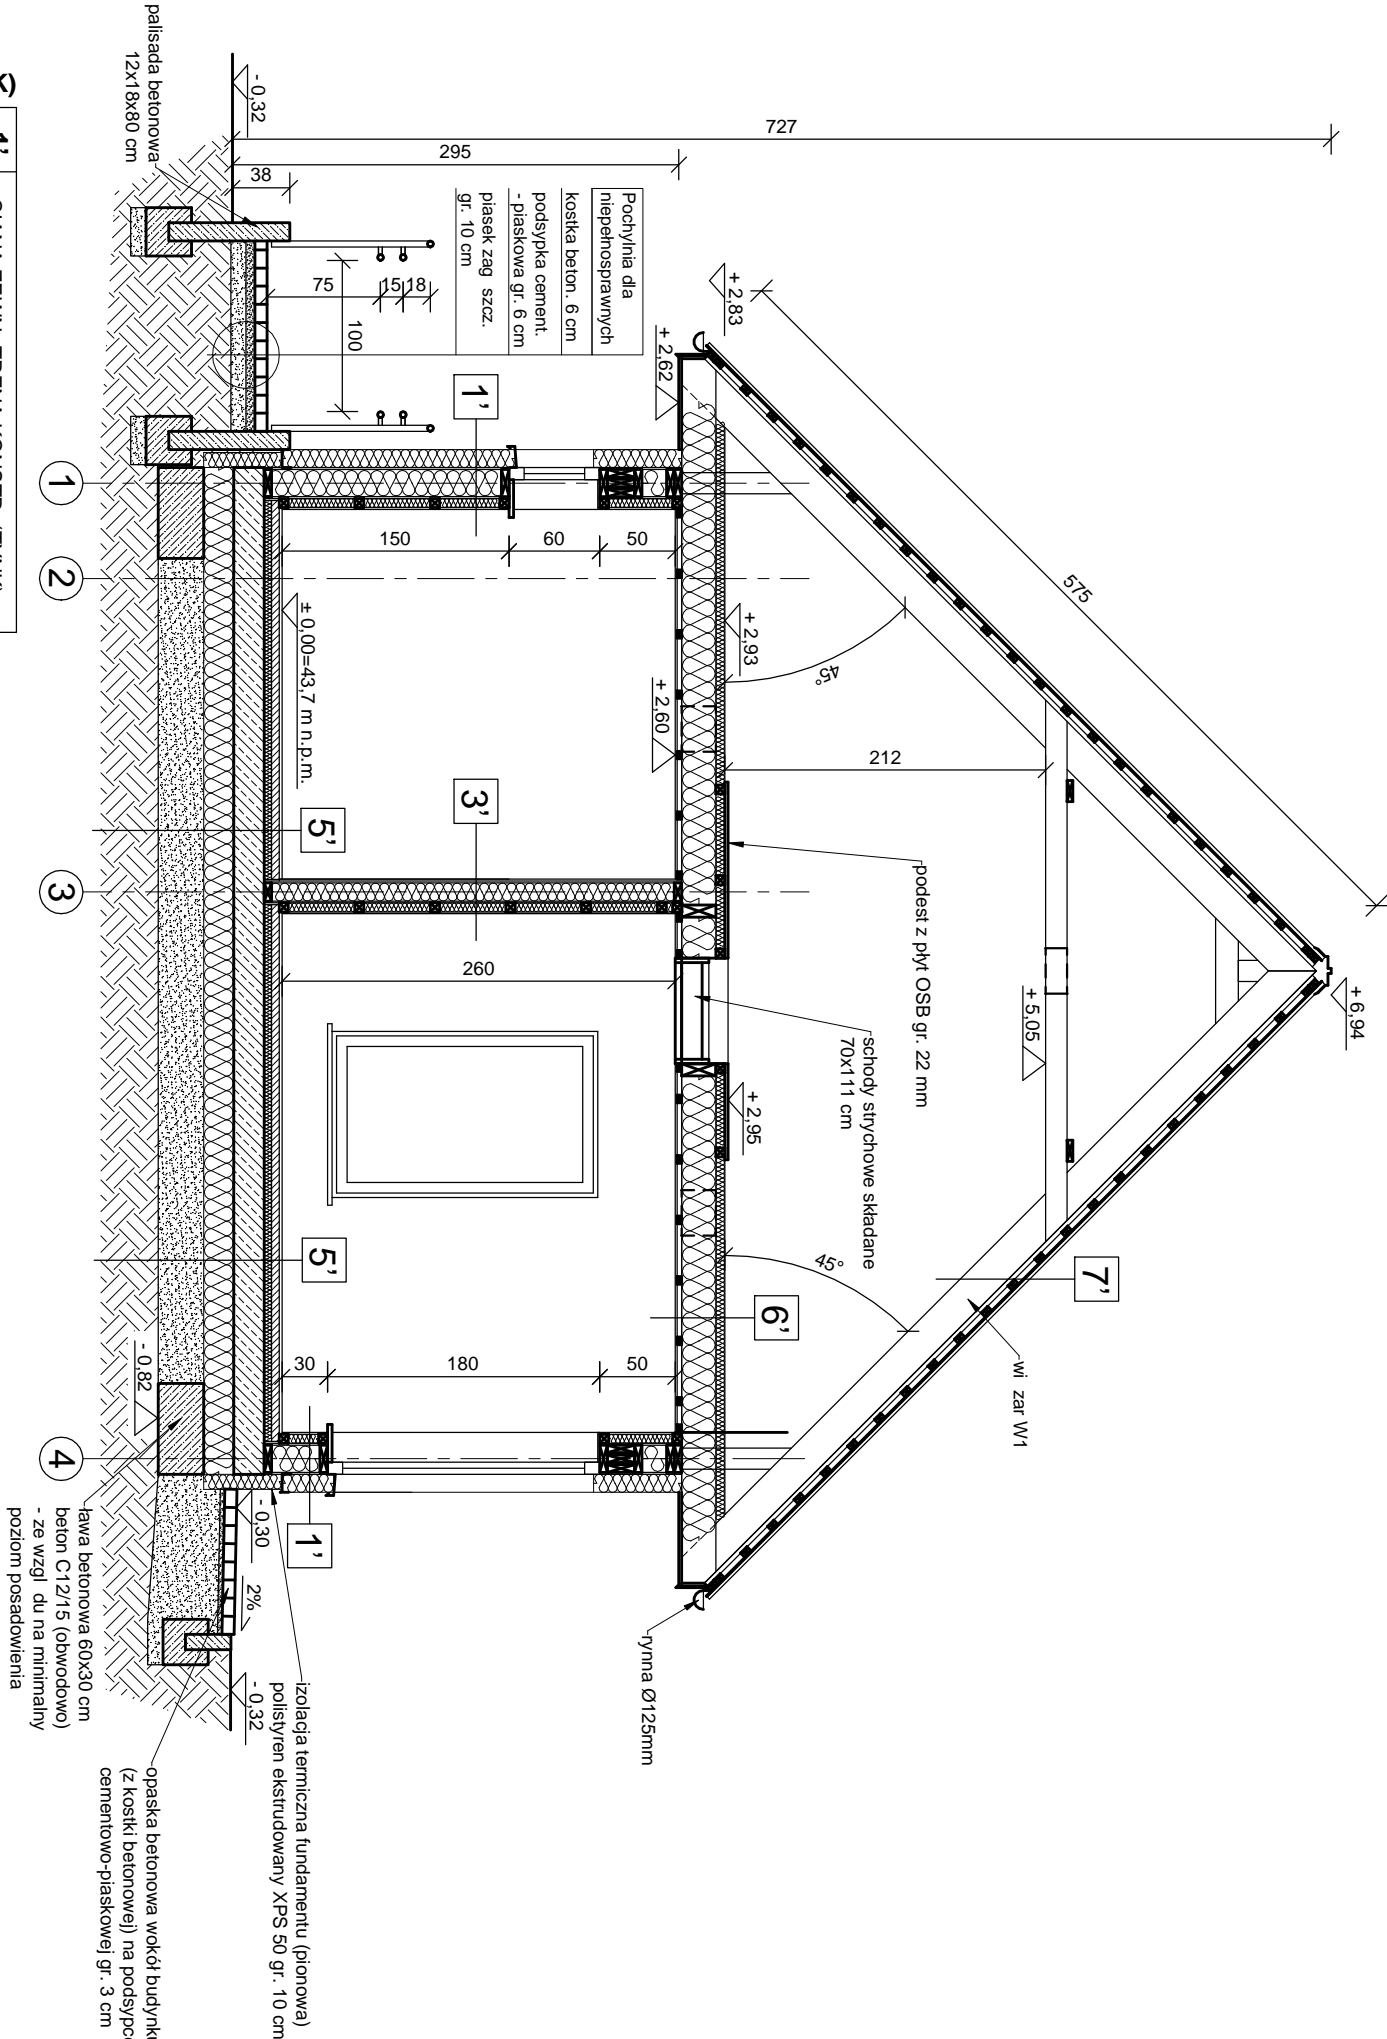 palisada betonowa
12x18x80 cm
- 0,32
727
295
38
Pochylnia dla
niepełnosprawnych
kostka beton. 6 cm
podsypka cement.
- piaskowa gr. 6 cm
piasek zag szcz.
gr. 10 cm
75
15
18
100
+ 2,83
+ 2,62
575
1'
1
2
3
4
150
60
50
± 0,00=43,7 m n.p.m.
+ 2,93
+ 2,60
45°
212
5'
3'
260
podest z płyt OSB gr. 22 mm
schody strychowe składane
70x111 cm
+ 5,05
+ 6,94
+ 2,95
45°
7'
6'
5'
wi zar W1
30
180
50
- 0,82
1'
- 0,30
2%
- 0,32
rynna Ø125mm
izolacja termiczna fundamentu (pionowa)
polistyren ekstrudowany XPS 50 gr. 10 cm
ława betonowa 60x30 cm
beton C12/15 (obwodowo)
- ze wzgl du na minimalny
poziom posadowienia
opaska betonowa wokół budynku
(z kostki betonowej) na podsypce
cementowo-piaskowej gr. 3 cm
K)
1'